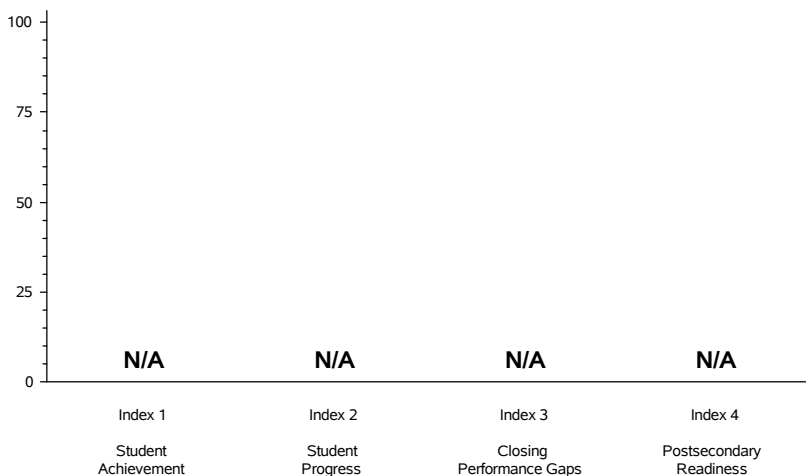 100
75
50
25
0
N/A N/A N/A N/A
Index 1 Index 2 Index 3 Index 4
Student Student Closing Postsecondary
Achievement Progress Performance Gaps Readiness